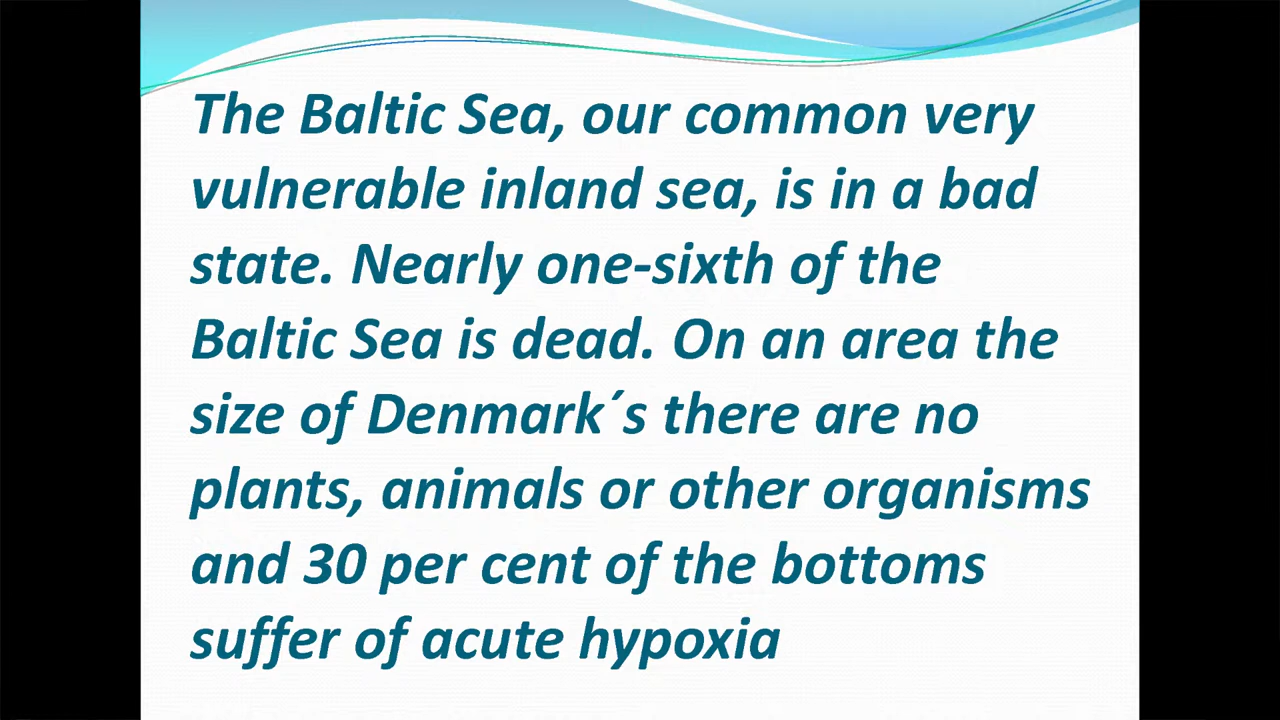 The Baltic Sea, our common very
vulnerable inland sea, is in a bad
state. Nearly one-sixth of the
Baltic Sea is dead. On an area the
size of Denmark´s there are no
plants, animals or other organisms
and 30 per cent of the bottoms
suffer of acute hypoxia